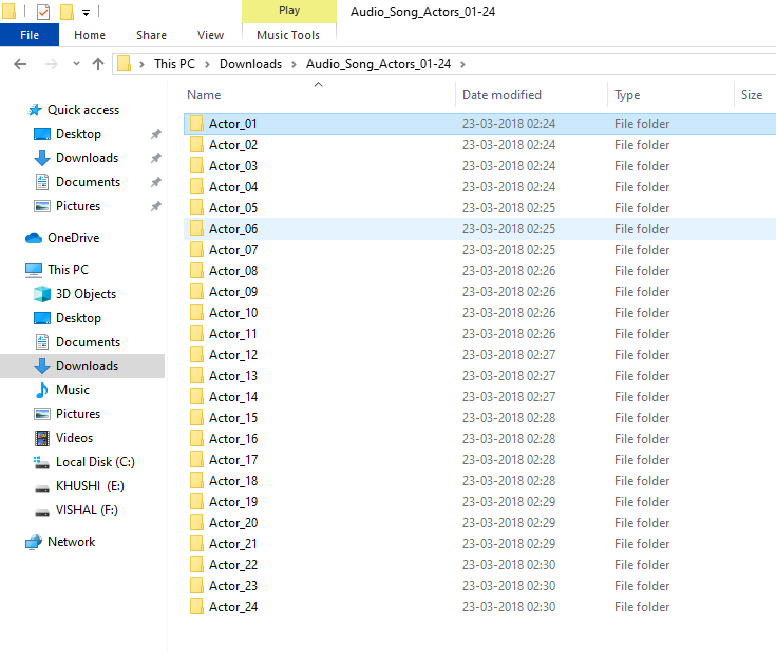 Play Audio_Song_Actors_01-24
File Home Share View Music Tools
This PC Downloads Audio_Song_Actors_01-24
Name Date modified Type Size
Quick access
Desktop
Downloads
Documents
Pictures
OneDrive
This PC
3D Objects
Desktop
Documents
Downloads
Music
Pictures
Videos
Local Disk (C:)
KHUSHI (E:)
VISHAL (F:)
Network
Actor_01 23-03-2018 02:24 File folder
Actor_02 23-03-2018 02:24 File folder
Actor_03 23-03-2018 02:24 File folder
Actor_04 23-03-2018 02:24 File folder
Actor_05 23-03-2018 02:25 File folder
Actor_06 23-03-2018 02:25 File folder
Actor_07 23-03-2018 02:25 File folder
Actor_08 23-03-2018 02:26 File folder
Actor_09 23-03-2018 02:26 File folder
Actor_10 23-03-2018 02:26 File folder
Actor_11 23-03-2018 02:26 File folder
Actor_12 23-03-2018 02:27 File folder
Actor_13 23-03-2018 02:27 File folder
Actor_14 23-03-2018 02:27 File folder
Actor_15 23-03-2018 02:28 File folder
Actor_16 23-03-2018 02:28 File folder
Actor_17 23-03-2018 02:28 File folder
Actor_18 23-03-2018 02:28 File folder
Actor_19 23-03-2018 02:29 File folder
Actor_20 23-03-2018 02:29 File folder
Actor_21 23-03-2018 02:29 File folder
Actor_22 23-03-2018 02:30 File folder
Actor_23 23-03-2018 02:30 File folder
Actor_24 23-03-2018 02:30 File folder